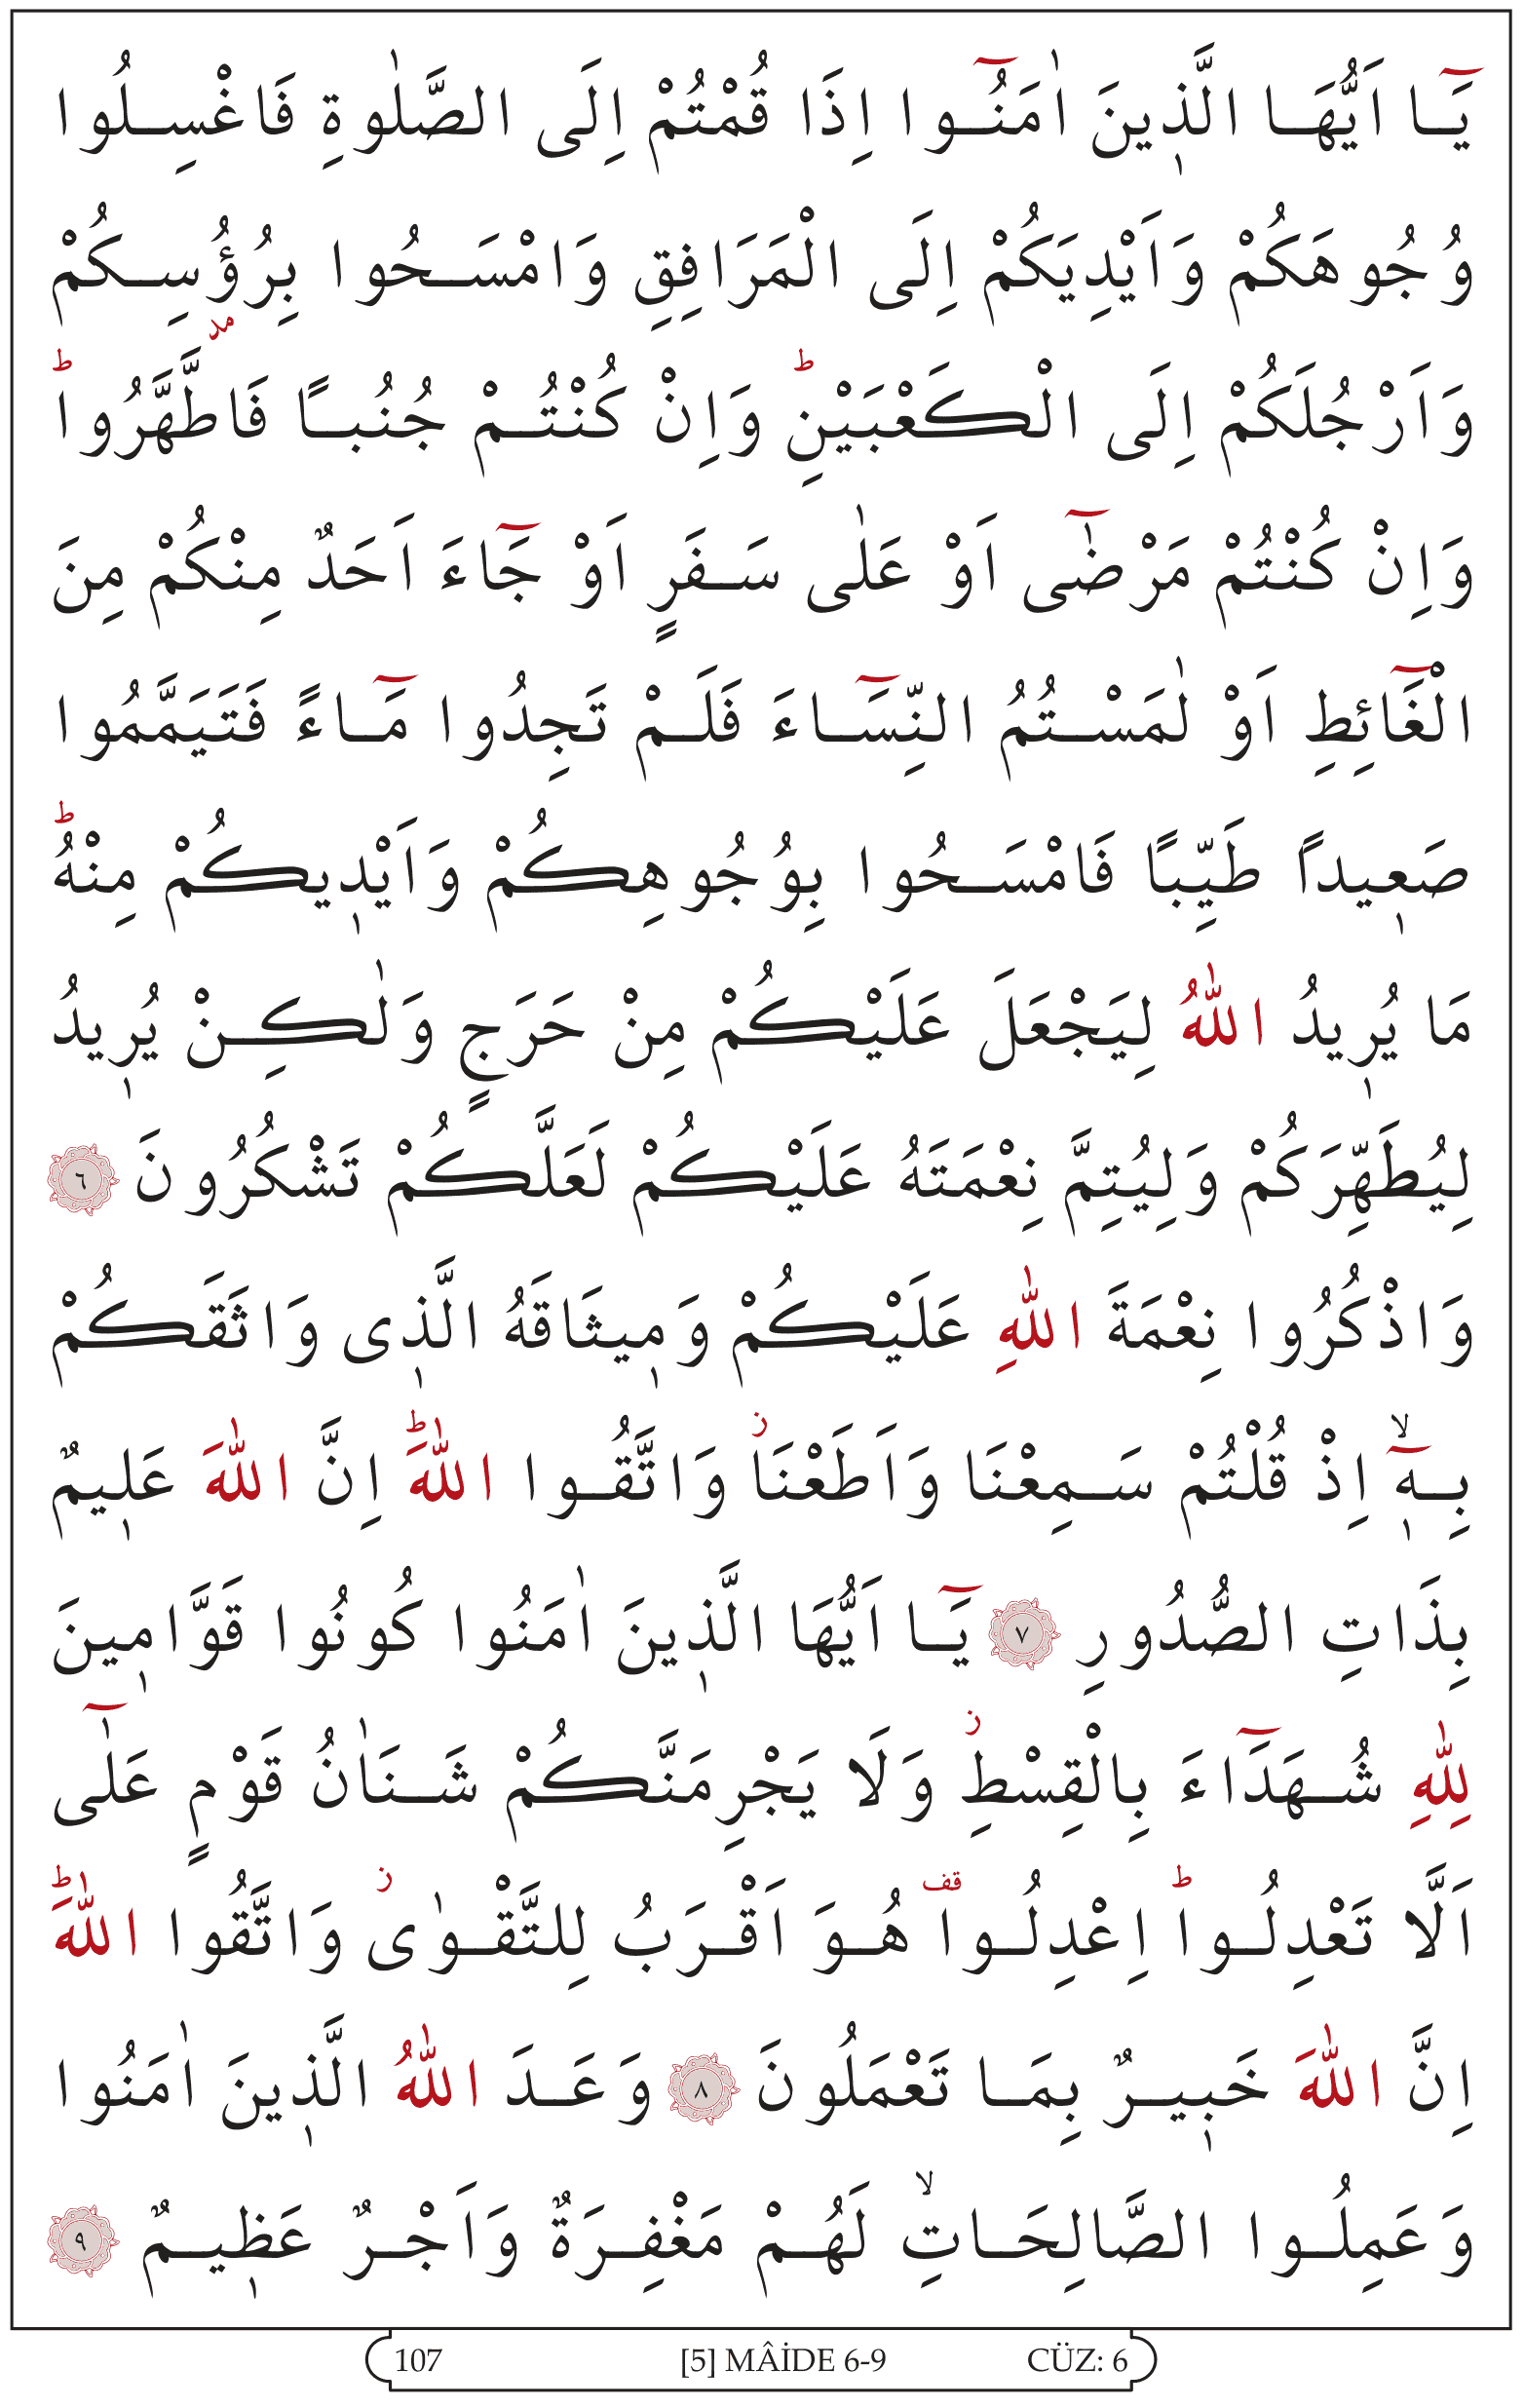 يَٓا اَيُّهَا الَّذ۪ينَ اٰمَنُٓوا اِذَا قُمْتُمْ اِلَى الصَّلٰوةِ فَاغْسِلُوا
وُجُوهَكُمْ وَاَيْدِيَكُمْ اِلَى الْمَرَافِقِ وَامْسَحُوا بِرُؤُ۫سِكُمْ
وَاَرْجُلَكُمْ اِلَى الْكَعْبَيْنِۜ وَاِنْ كُنْتُمْ جُنُبًا فَاطَّهَّرُواۜ
وَاِنْ كُنْتُمْ مَرْضٰٓى اَوْ عَلٰى سَفَرٍ اَوْ جَٓاءَ اَحَدٌ مِنْكُمْ مِنَ
الْغَٓائِطِ اَوْ لٰمَسْتُمُ النِّسَٓاءَ فَلَمْ تَجِدُوا مَٓاءً فَتَيَمَّمُوا
صَع۪يداً طَيِّبًا فَامْسَحُوا بِوُجُوهِكُمْ وَاَيْد۪يكُمْ مِنْهُۜ
مَا يُر۪يدُ اللّٰهُ لِيَجْعَلَ عَلَيْكُمْ مِنْ حَرَجٍ وَلٰكِنْ يُر۪يدُ
لِيُطَهِّرَكُمْ وَلِيُتِمَّ نِعْمَتَهُ عَلَيْكُمْ لَعَلَّكُمْ تَشْكُرُونَ ٦
وَاذْكُرُوا نِعْمَةَ اللّٰهِ عَلَيْكُمْ وَم۪يثَاقَهُ الَّذ۪ى وَاثَقَكُمْ
بِه۪ٓۙ اِذْ قُلْتُمْ سَمِعْنَا وَاَطَعْنَاۘ وَاتَّقُوا اللّٰهَۜ اِنَّ اللّٰهَ عَل۪يمٌ
بِذَاتِ الصُّدُورِ ٧ يَٓا اَيُّهَا الَّذ۪ينَ اٰمَنُوا كُونُوا قَوَّام۪ينَ
لِلّٰهِ شُهَدَٓاءَ بِالْقِسْطِۘ وَلَا يَجْرِمَنَّكُمْ شَنَاٰنُ قَوْمٍ عَلٰٓى
اَلَّا تَعْدِلُواۜ اِعْدِلُوا۠ هُوَ اَقْرَبُ لِلتَّقْوٰىۘ وَاتَّقُوا اللّٰهَۜ
اِنَّ اللّٰهَ خَب۪يرٌ بِمَا تَعْمَلُونَ ٨ وَعَدَ اللّٰهُ الَّذ۪ينَ اٰمَنُوا
وَعَمِلُوا الصَّالِحَاتِۙ لَهُمْ مَغْفِرَةٌ وَاَجْرٌ عَظ۪يمٌ ٩
107 [5] MÂİDE 6-9 CÜZ: 6